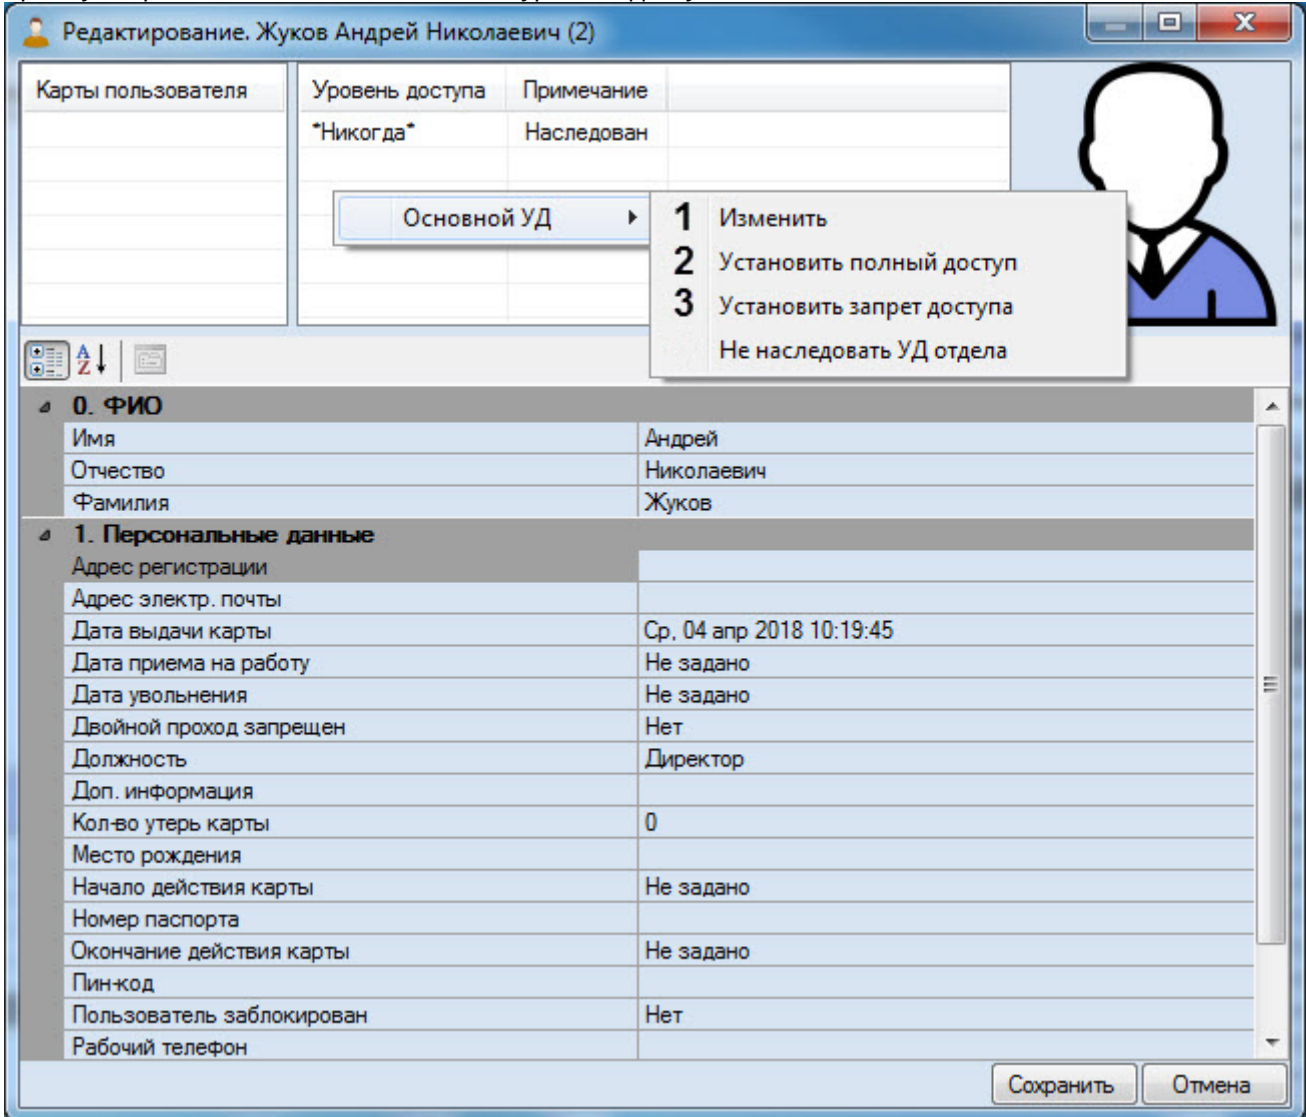 Редактирование. Жуков Андрей Николаевич (2)
Карты пользователя Уровень доступа Примечание
*Никогда* Наследован
Основной УД
1 Изменить
2 Установить полный доступ
3 Установить запрет доступа
Не наследовать УД отдела
0. ФИО
Имя Андрей
Отчество Николаевич
Фамилия Жуков
1. Персональные данные
Адрес регистрации
Адрес электр. почты
Дата выдачи карты Ср, 04 апр 2018 10:19:45
Дата приема на работу Не задано
Дата увольнения Не задано
Двойной проход запрещен Нет
Должность Директор
Доп. информация
Кол-во утерь карты 0
Место рождения
Начало действия карты Не задано
Номер паспорта
Окончание действия карты Не задано
Пин-код
Пользователь заблокирован Нет
Рабочий телефон
Сохранить Отмена